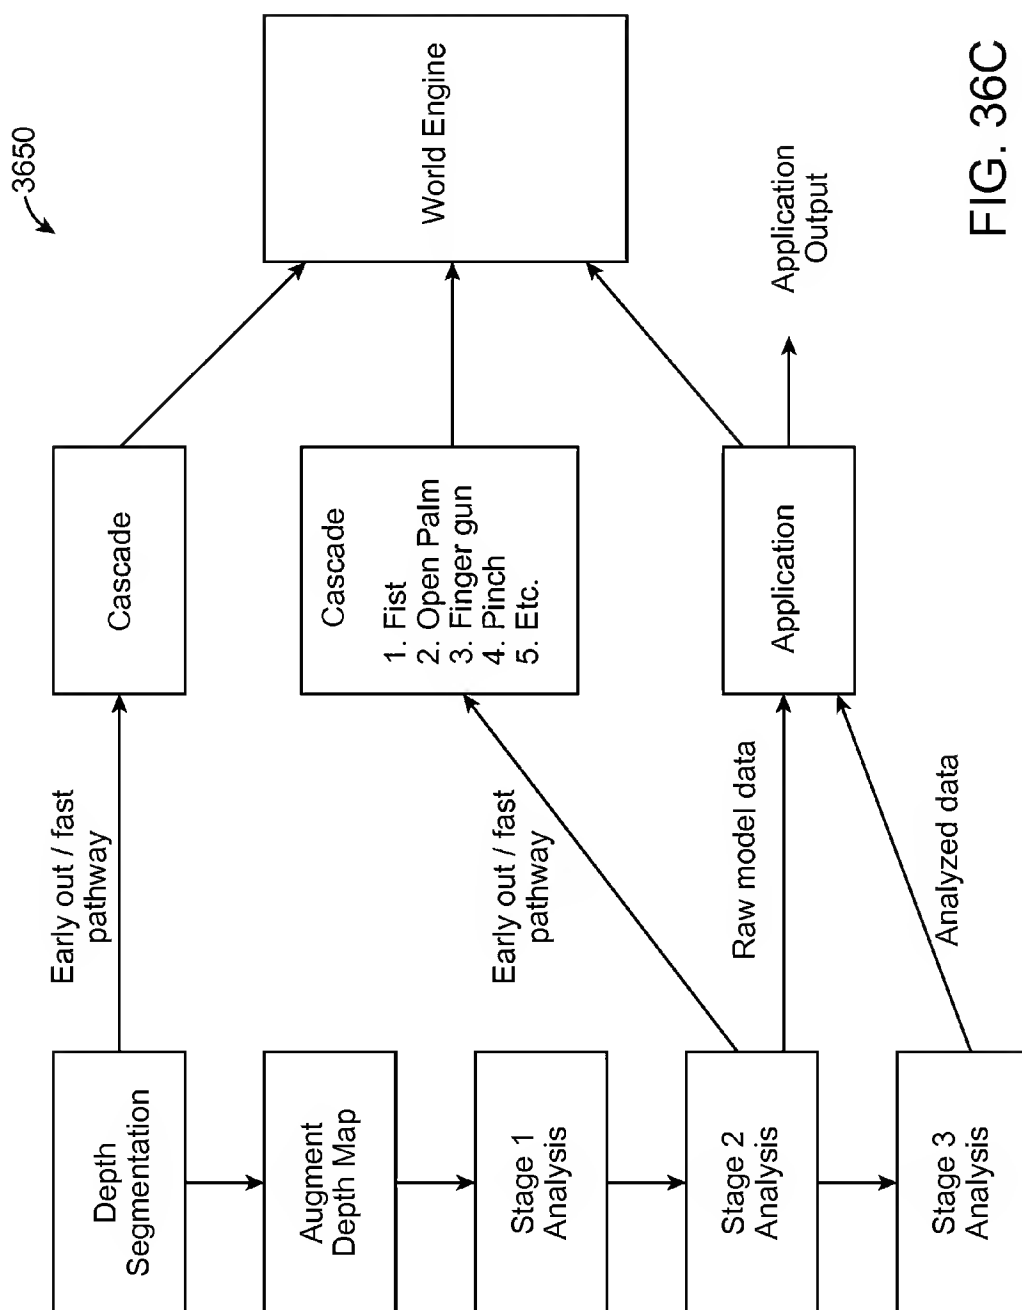 3650
Depth
Segmentation
Early out / fast
pathway
Cascade
Augment
Depth Map
World Engine
Stage 1
Analysis
Early out / fast
pathway
Cascade
1. Fist
2. Open Palm
3. Finger gun
4. Pinch
5. Etc.
Stage 2
Analysis
Raw model data
Application
Application
Output
Stage 3
Analysis
Analyzed data
FIG. 36C